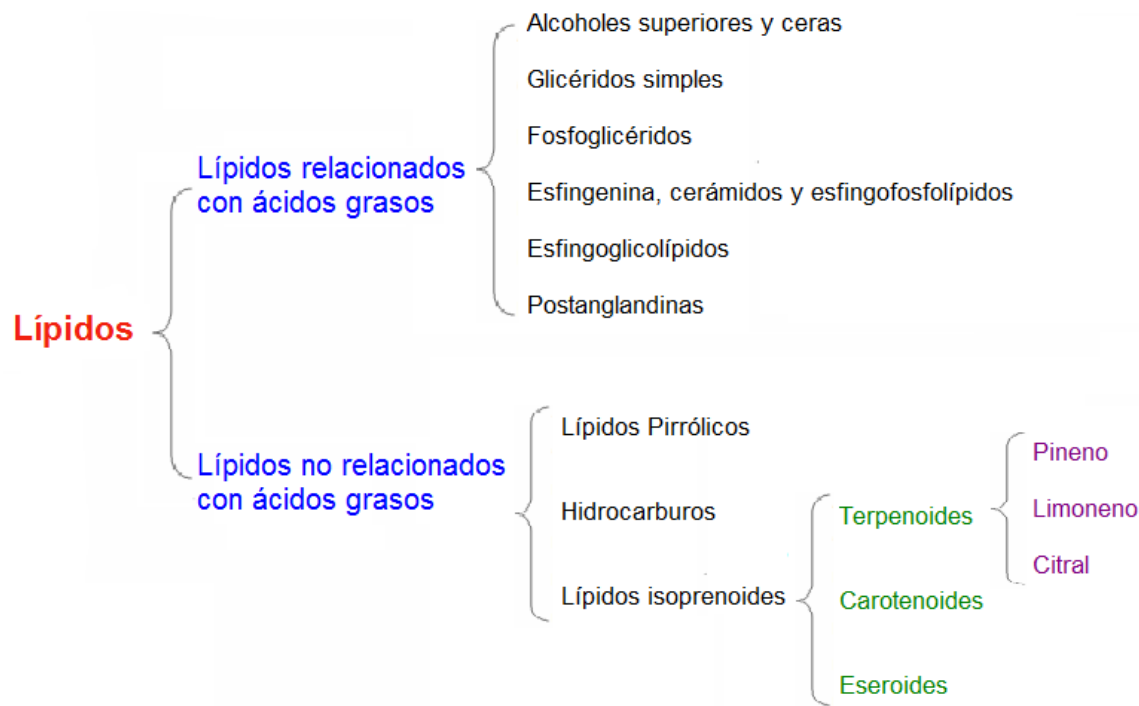 Lípidos
Lípidos relacionados
con ácidos grasos
Alcoholes superiores y ceras
Glicéridos simples
Fosfoglicéridos
Esfingenina, cerámidos y esfingofosfolípidos
Esfingoglicolípidos
Postanglandinas
Lípidos no relacionados
con ácidos grasos
Lípidos Pirrólicos
Hidrocarburos
Lípidos isoprenoides
Terpenoides
Pineno
Limoneno
Citral
Carotenoides
Eseroides